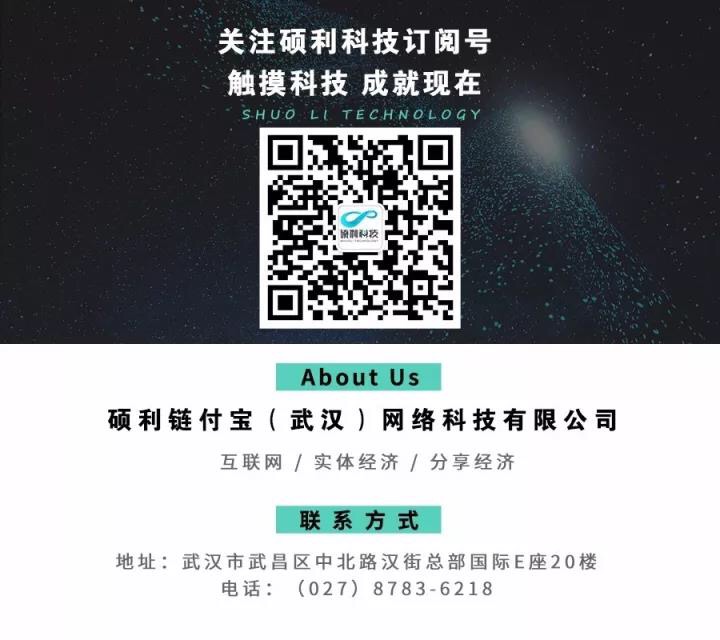 关注硕利科技订阅号
触摸科技 成就现在
SHUO LI TECHNOLOGY
硕利科技
About Us
硕利链付宝（武汉）网络科技有限公司
互联网 / 实体经济 / 分享经济
联系方式
地址：武汉市武昌区中北路汉街总部国际E座20楼
电话：（027）8783-6218